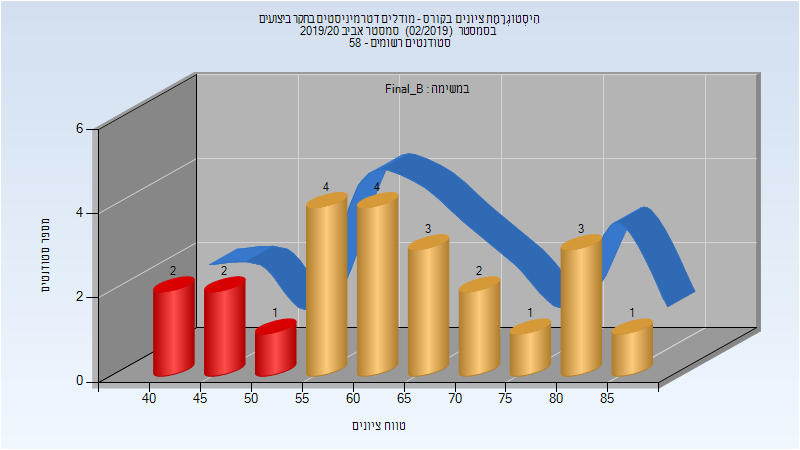 היסטוגרמת ציונים בקורס - מודלים דטרמיניסטים בחקר ביצועים
בסמסטר (02/2019) סמסטר אביב 2019/20
סטודנטים רשומים - 58
במשימה : Final_B
מספר סטודנטים
6
4
2
0
2
2
1
4
4
3
2
1
3
1
40 45 50 55 60 65 70 75 80 85
טווח ציונים